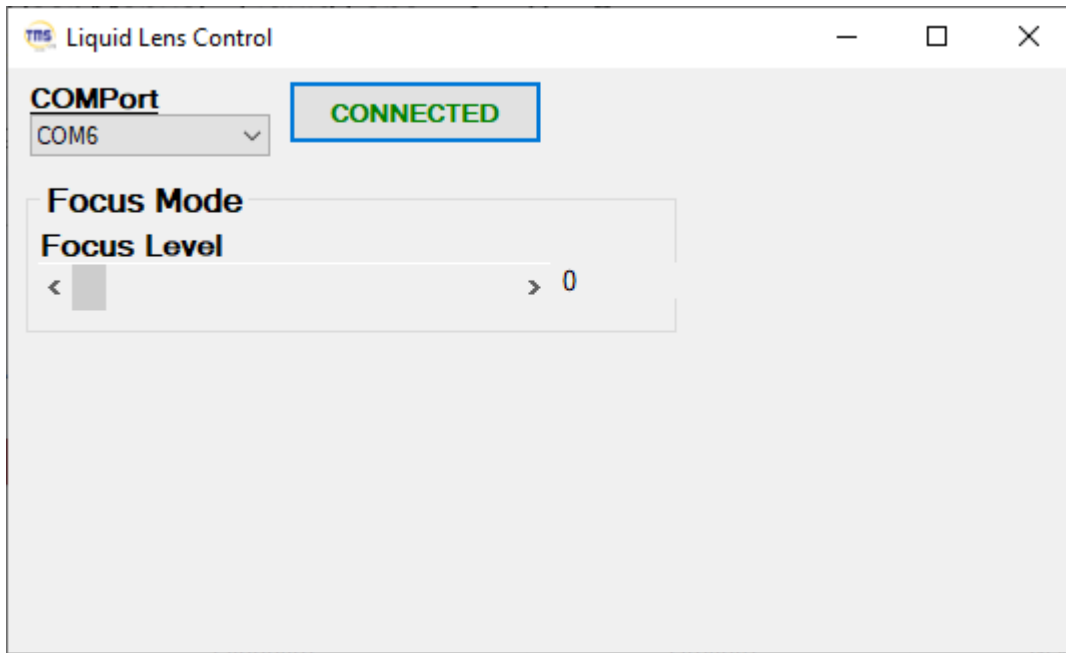 TMS Liquid Lens Control
COMPort
CONNECTED
COM6
Focus Mode
Focus Level
0